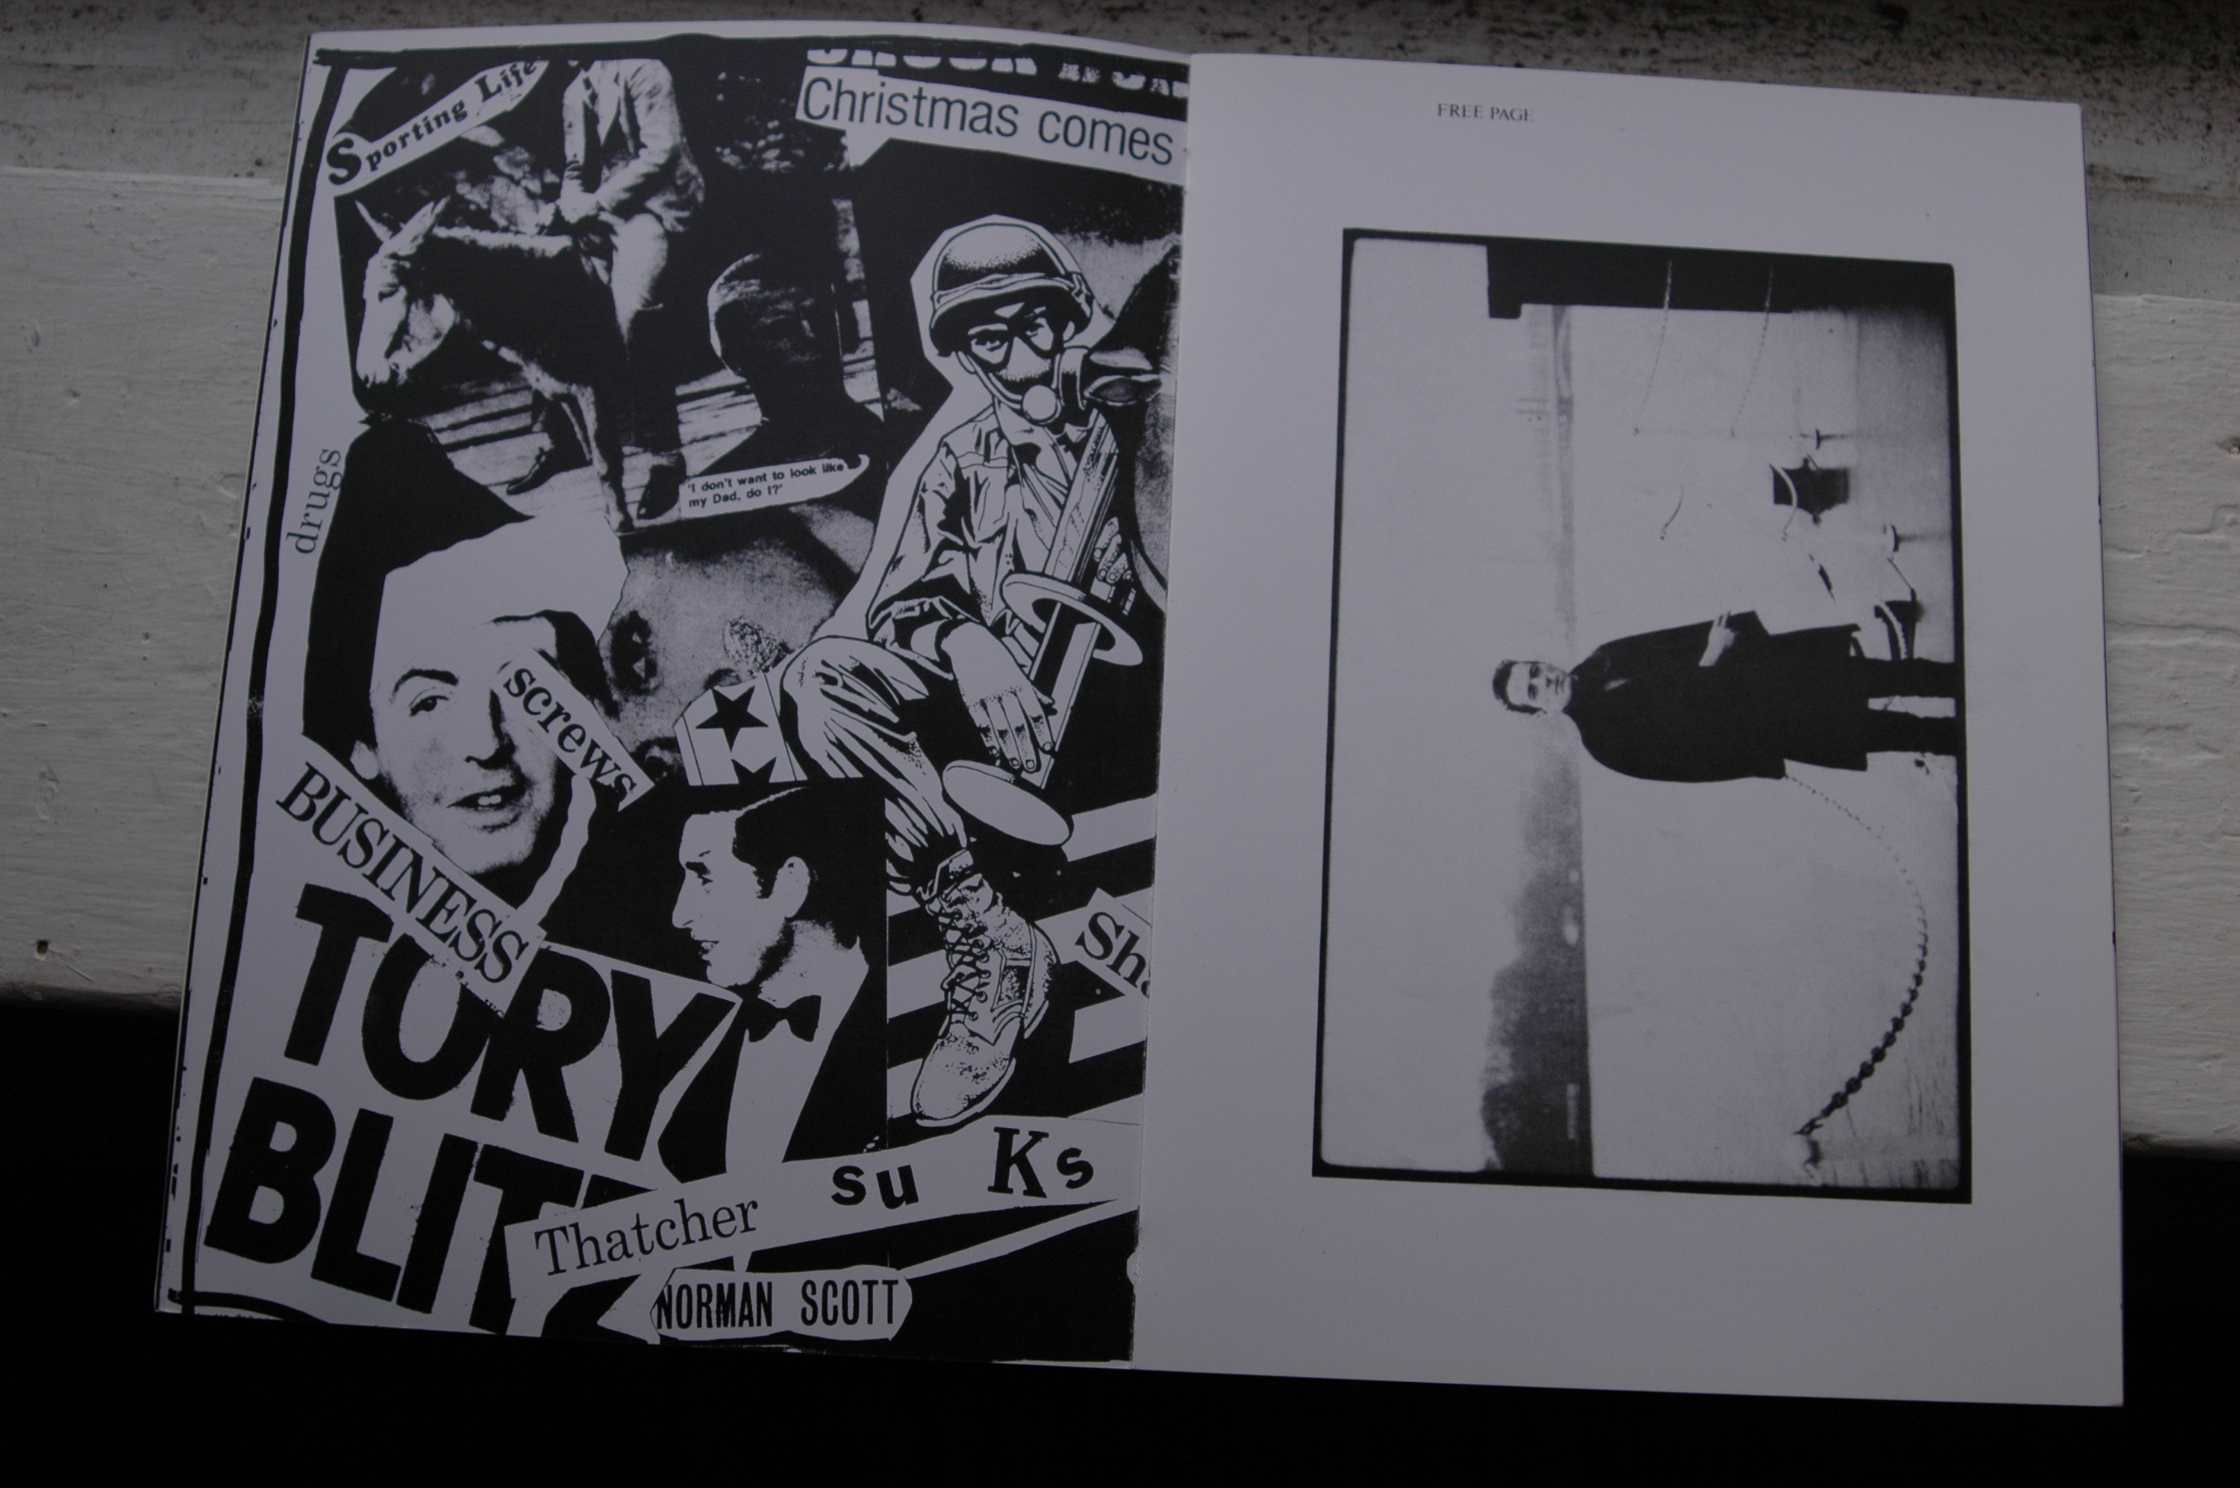 Sporting Life
Christmas comes
'I don't want to look like
my Dad, do I?'
drugs
screws
BUSINESS
TORY
BLIT
Sh
Thatcher su Ks
NORMAN SCOTT
FREE PAGE